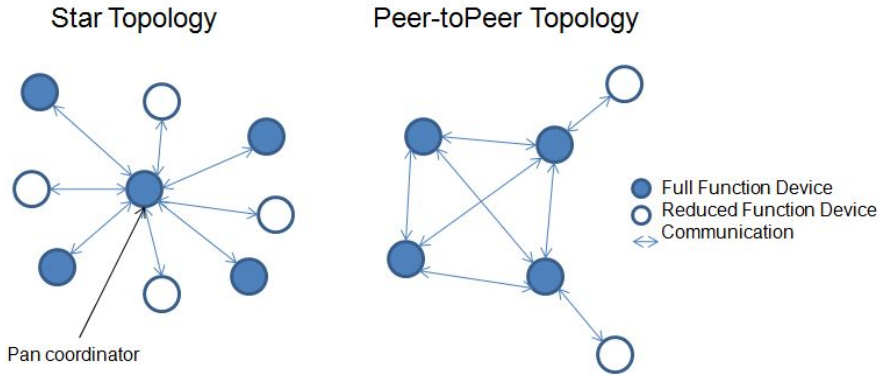 Star Topology
Peer-toPeer Topology
Full Function Device
Reduced Function Device
Communication
Pan coordinator